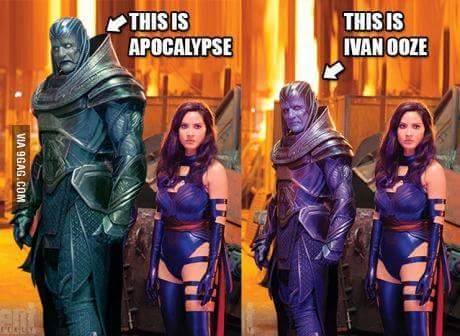 THIS IS
APOCALYPSE
THIS IS
IVAN OOZE
VIA 9GAG.COM